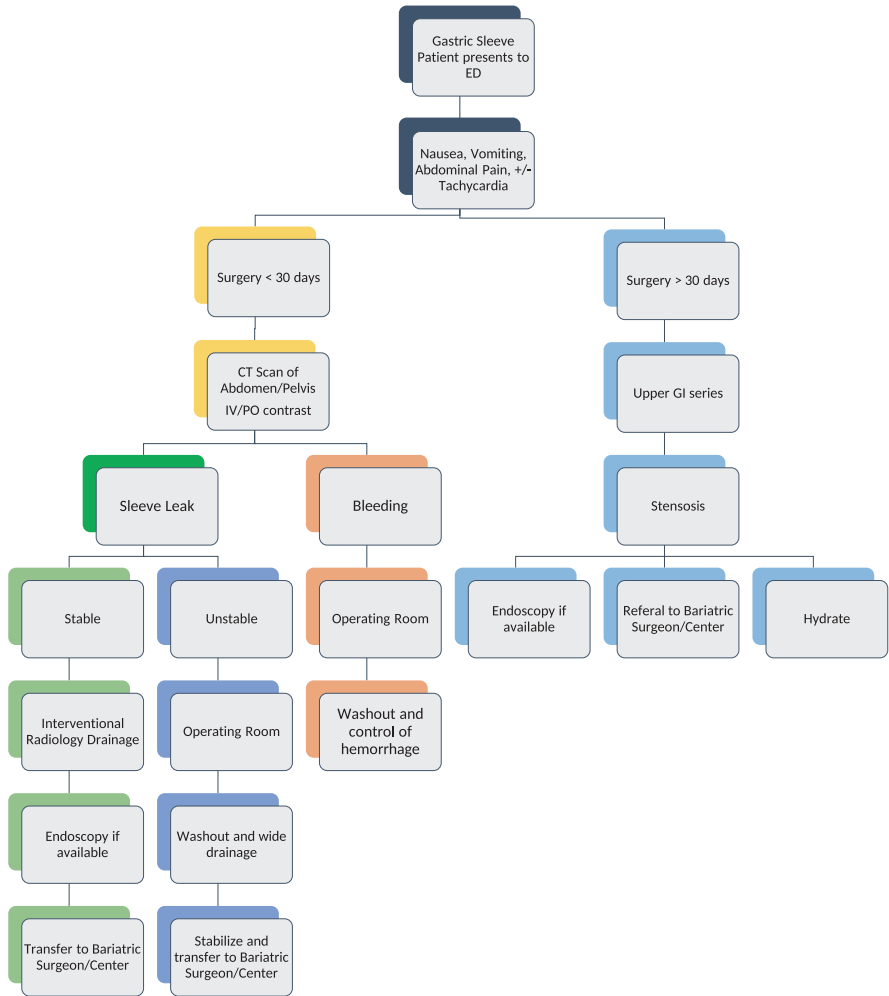 Gastric Sleeve
Patient presents to
ED
Nausea, Vomiting,
Abdominal Pain, +/-
Tachycardia
Surgery < 30 days
Surgery > 30 days
CT Scan of
Abdomen/Pelvis
IV/PO contrast
Upper GI series
Sleeve Leak
Bleeding
Stensosis
Stable
Unstable
Operating Room
Endoscopy if
available
Referal to Bariatric
Surgeon/Center
Hydrate
Interventional
Radiology Drainage
Operating Room
Washout and
control of
hemorrhage
Endoscopy if
available
Washout and wide
drainage
Transfer to Bariatric
Surgeon/Center
Stabilize and
transfer to Bariatric
Surgeon/Center